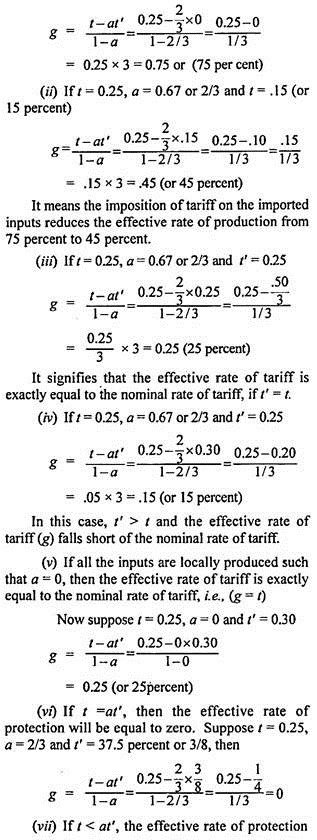 g = t−at′/1−a = 0.25−2/3×0/1−2/3 = 0.25−0/1/3
= 0.25 × 3 = 0.75 or (75 per cent)
(ii) If t = 0.25, a = 0.67 or 2/3 and t = .15 (or
15 percent)
g = t−at′/1−a = 0.25−2/3×.15/1−2/3 = 0.25−.10/1/3 = .15/1/3
= .15 × 3 = .45 (or 45 percent)
It means the imposition of tariff on the imported
inputs reduces the effective rate of production from
75 percent to 45 percent.
(iii) If t = 0.25, a = 0.67 or 2/3 and t′ = 0.25
g = t−at′/1−a = 0.25−2/3×0.25/1−2/3 = 0.25−.50/3/1/3
= 0.25/3 × 3 = 0.25 (25 percent)
It signifies that the effective rate of tariff is
exactly equal to the nominal rate of tariff, if t′ = t.
(iv) If t = 0.25, a = 0.67 or 2/3 and t′ = 0.25
g = t−at′/1−a = 0.25−2/3×0.30/1−2/3 = 0.25−0.20/1/3
= .05 × 3 = .15 (or 15 percent)
In this case, t′ > t and the effective rate of
tariff (g) falls short of the nominal rate of tariff.
(v) If all the inputs are locally produced such
that a = 0, then the effective rate of tariff is exactly
equal to the nominal rate of tariff, i.e., (g = t)
Now suppose t = 0.25, a = 0 and t′ = 0.30
g = t−at′/1−a = 0.25−0×0.30/1−0
= 0.25 (or 25percent)
(vi) If t =at′, then the effective rate of
protection will be equal to zero. Suppose t = 0.25,
a = 2/3 and t′ = 37.5 percent or 3/8, then
g = t−at′/1−a = 0.25−2/3×3/8/1−2/3 = 0.25−1/4/1/3 = 0
(vii) If t < at′, the effective rate of protection